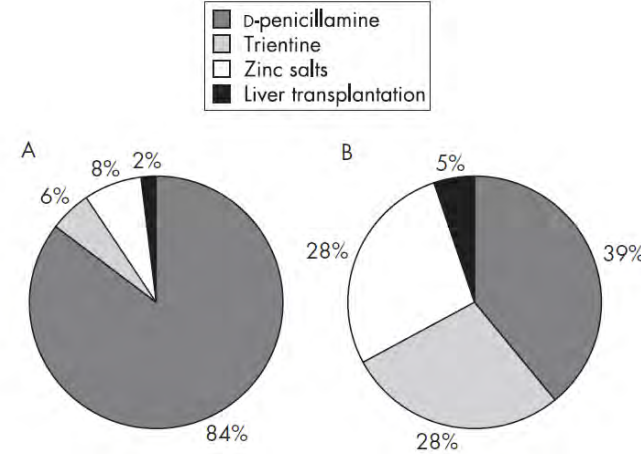 D-penicillamine
Trientine
Zinc salts
Liver transplantation
A
B
8%
2%
5%
6%
28%
39%
84%
28%